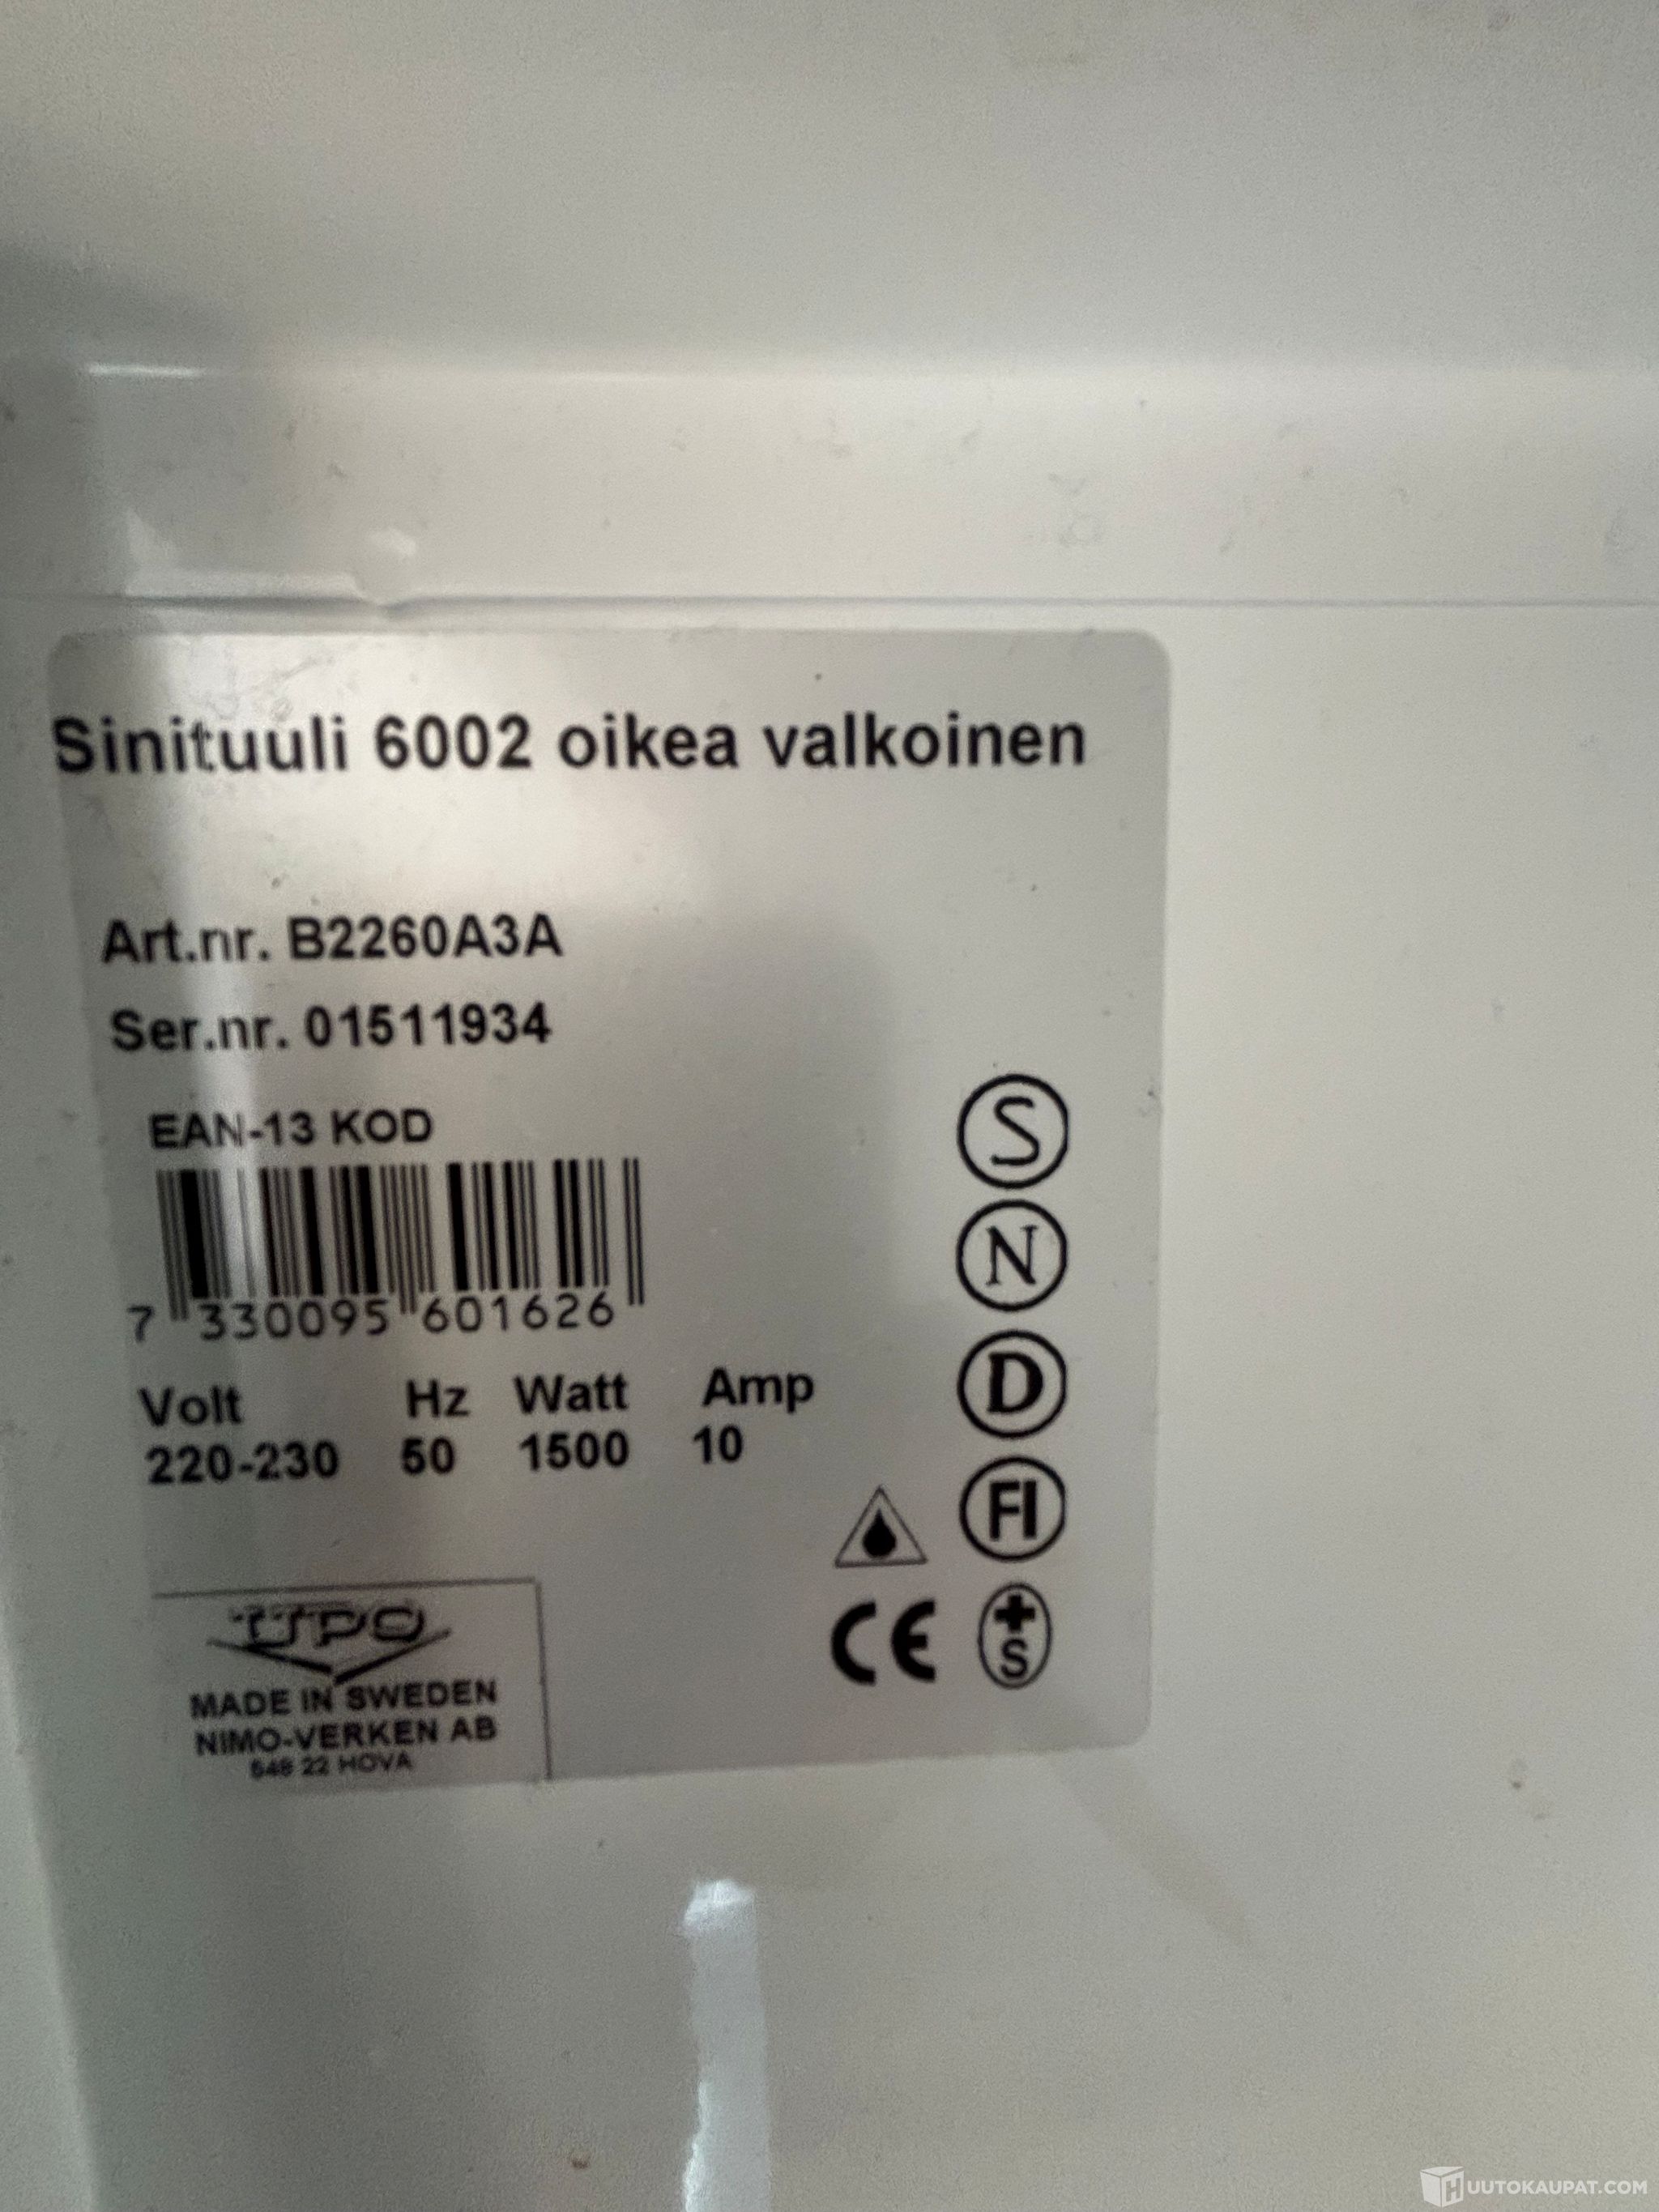 Sinituuli 6002 oikea valkoinen
Art.nr. B2260A3A
Ser.nr. 01511934
EAN-13 KOD
7 330095 601626
Volt Hz Watt Amp
220-230 50 1500 10
S
N
D
FI
CE
+S
UPO
MADE IN SWEDEN
NIMO-VERKEN AB
548 22 HOVA
HUUTOKAUPAT.COM